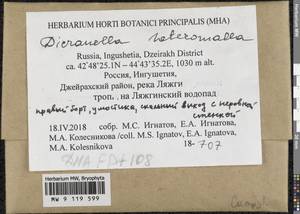 HERBARIUM HORTI BOTANICI PRINCIPALIS (MHA)
Dicranella heteromalla
Russia, Ingushetia, Dzeirakh District
ca. 42°48'25.1N – 44°43'35.2E, 1030 m alt.
Россия, Ингушетия,
Джейрахский район, река Ляжги
троп., на Ляжгинский водопад
правый борт, у мостика, скальный выход с неровной
стенкой
18.IV.2018 собр. М.С. Игнатов, Е.А. Игнатова,
М.А. Колесникова /coll. M.S. Ignatov, E.A. Ignatova,
M.A. Kolesnikova 18-707
DNA
108
Herbarium MW, Bryophyta
MW 9 119 599